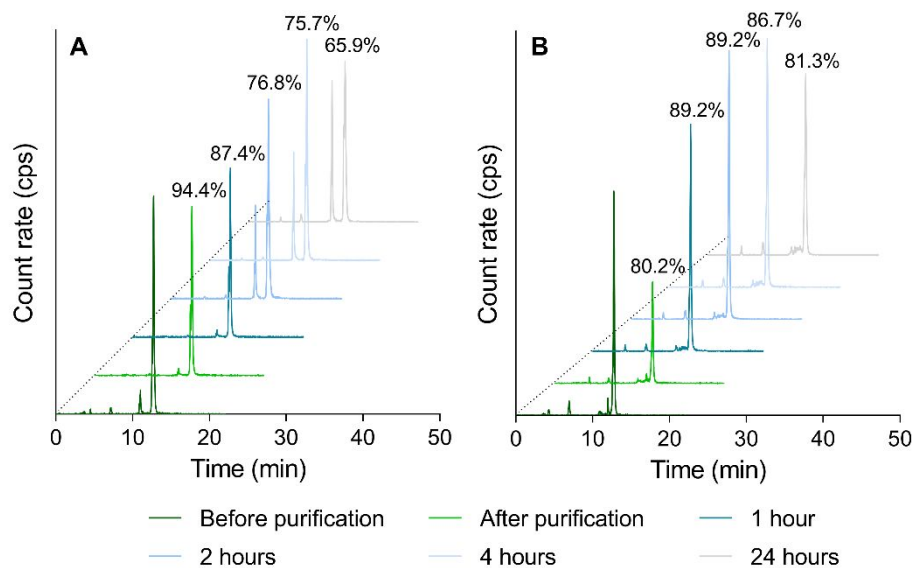 A
94.4%
87.4%
76.8%
75.7%
65.9%
Count rate (cps)
0 10 20 30 40 50
Time (min)
B
80.2%
89.2%
89.2%
86.7%
81.3%
Count rate (cps)
0 10 20 30 40 50
Time (min)
Before purification After purification 1 hour
2 hours 4 hours 24 hours